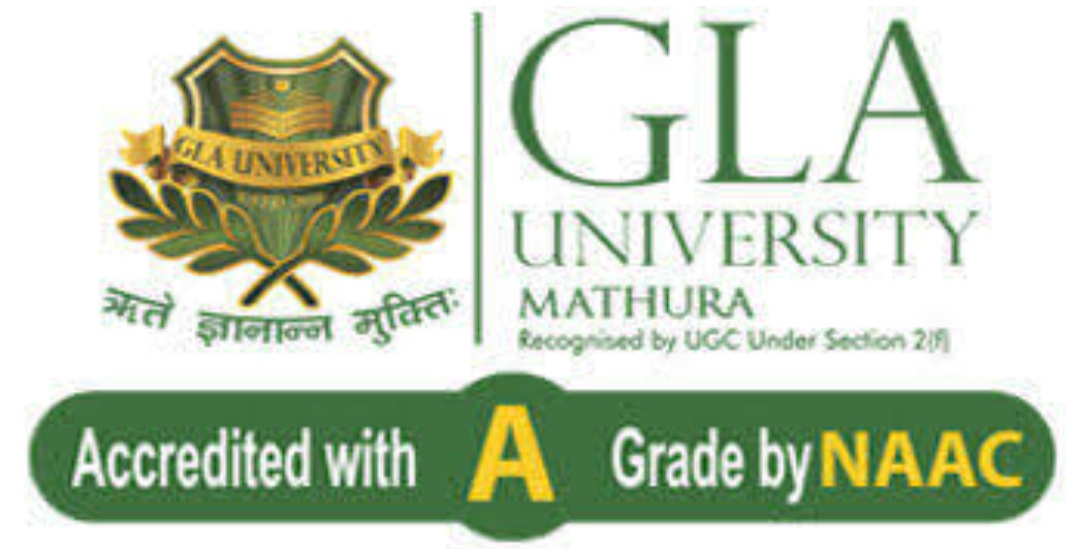 GLA UNIVERSITY
ऋते ज्ञानान्न मुक्तिः
GLA
UNIVERSITY
MATHURA
Recognised by UGC Under Section 2(f)
Accredited with A Grade by NAAC